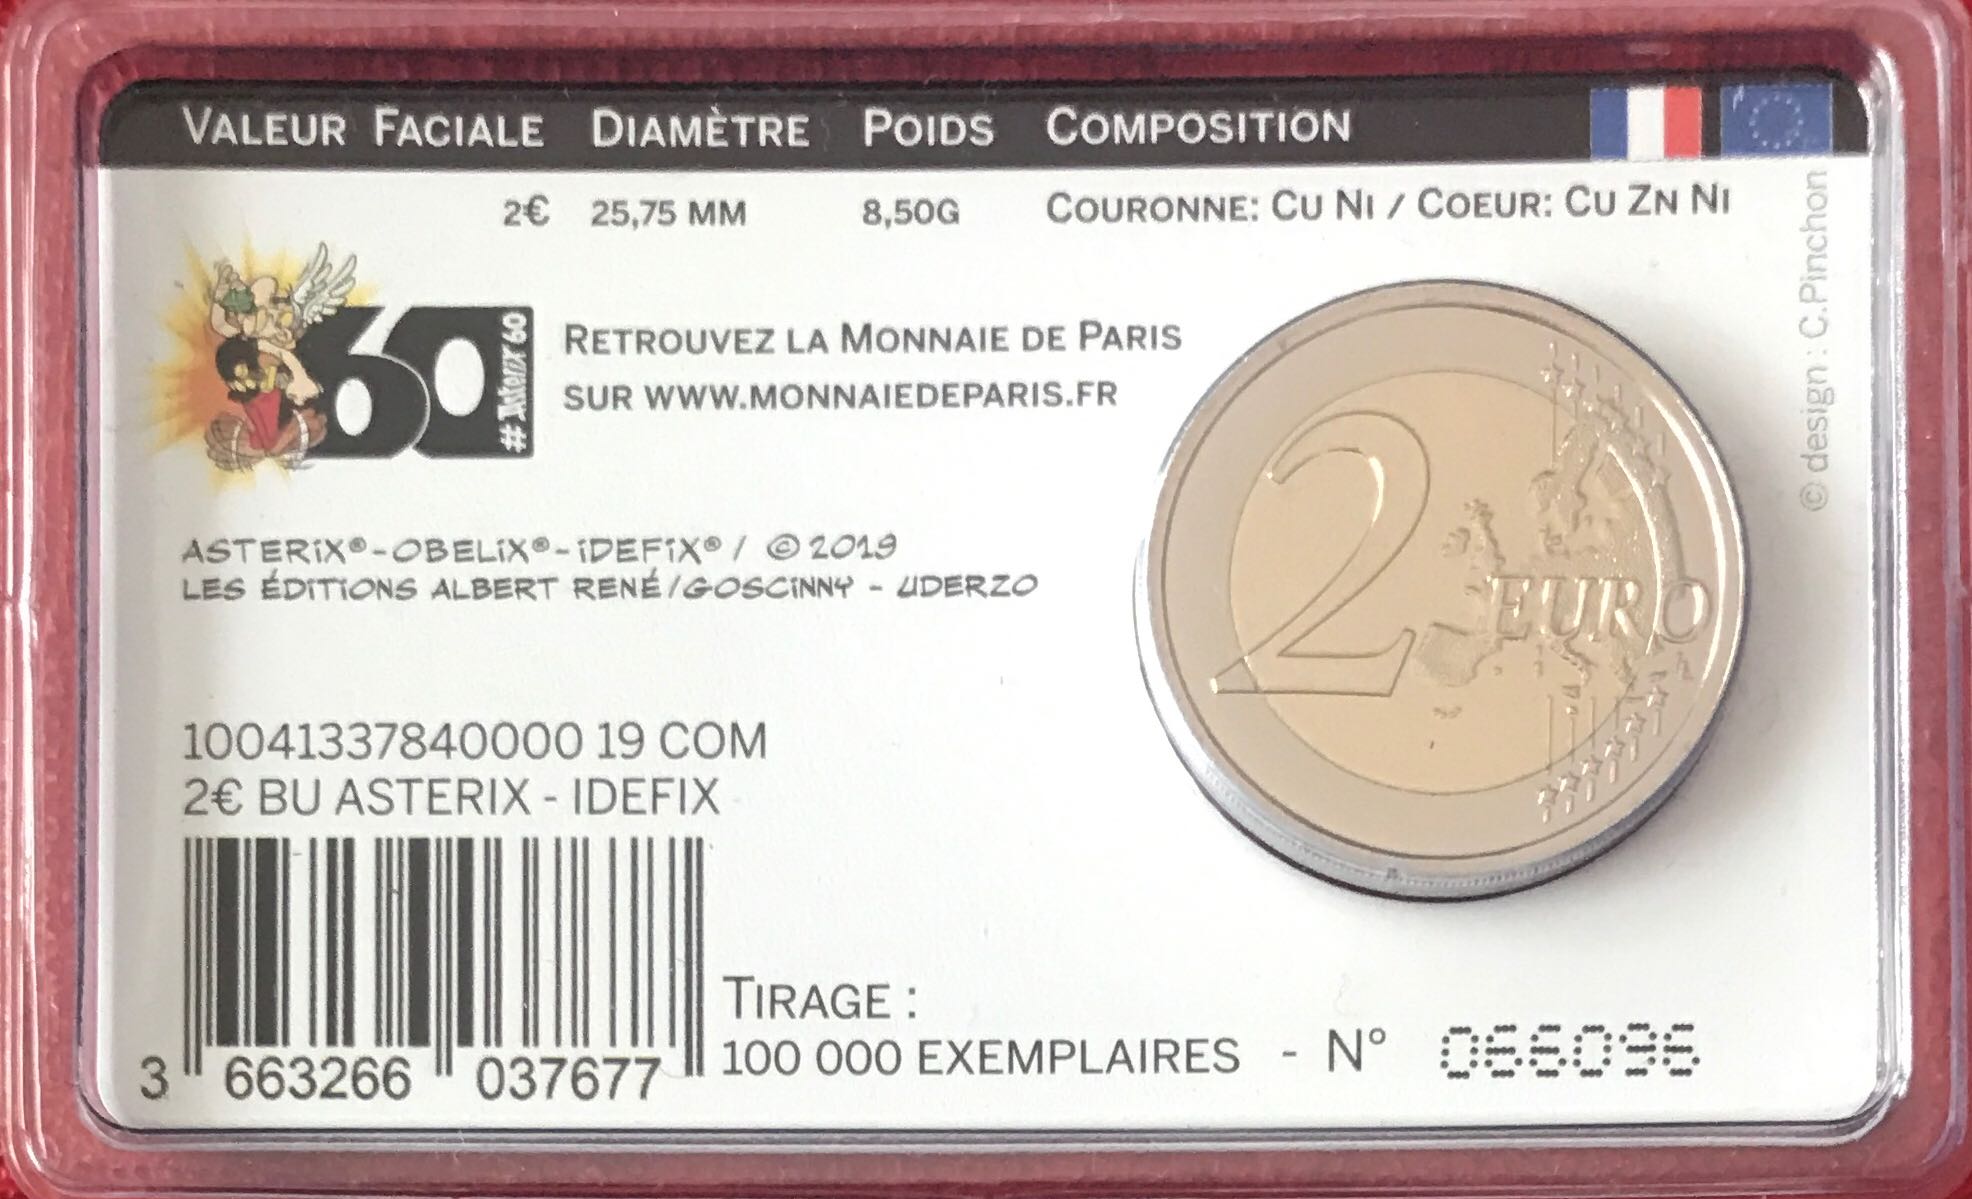 VALEUR FACIALE DIAMÈTRE POIDS COMPOSITION
2€ 25,75 MM 8,50G COURONNE: CU NI / COEUR: CU ZN NI
© design : C.Pinchon
60
#Astérix 60
RETROUVEZ LA MONNAIE DE PARIS
SUR WWW.MONNAIEDEPARIS.FR
ASTERiX®-OBELiX®-iDEFiX® / © 2019
LES ÉDiTiONS ALBERT RENÉ/GOSCiNNY - UDERZO
2 EURO
10041337840000 19 COM
2€ BU ASTERIX - IDEFIX
3 663266 037677
TIRAGE :
100 000 EXEMPLAIRES - N° 066096